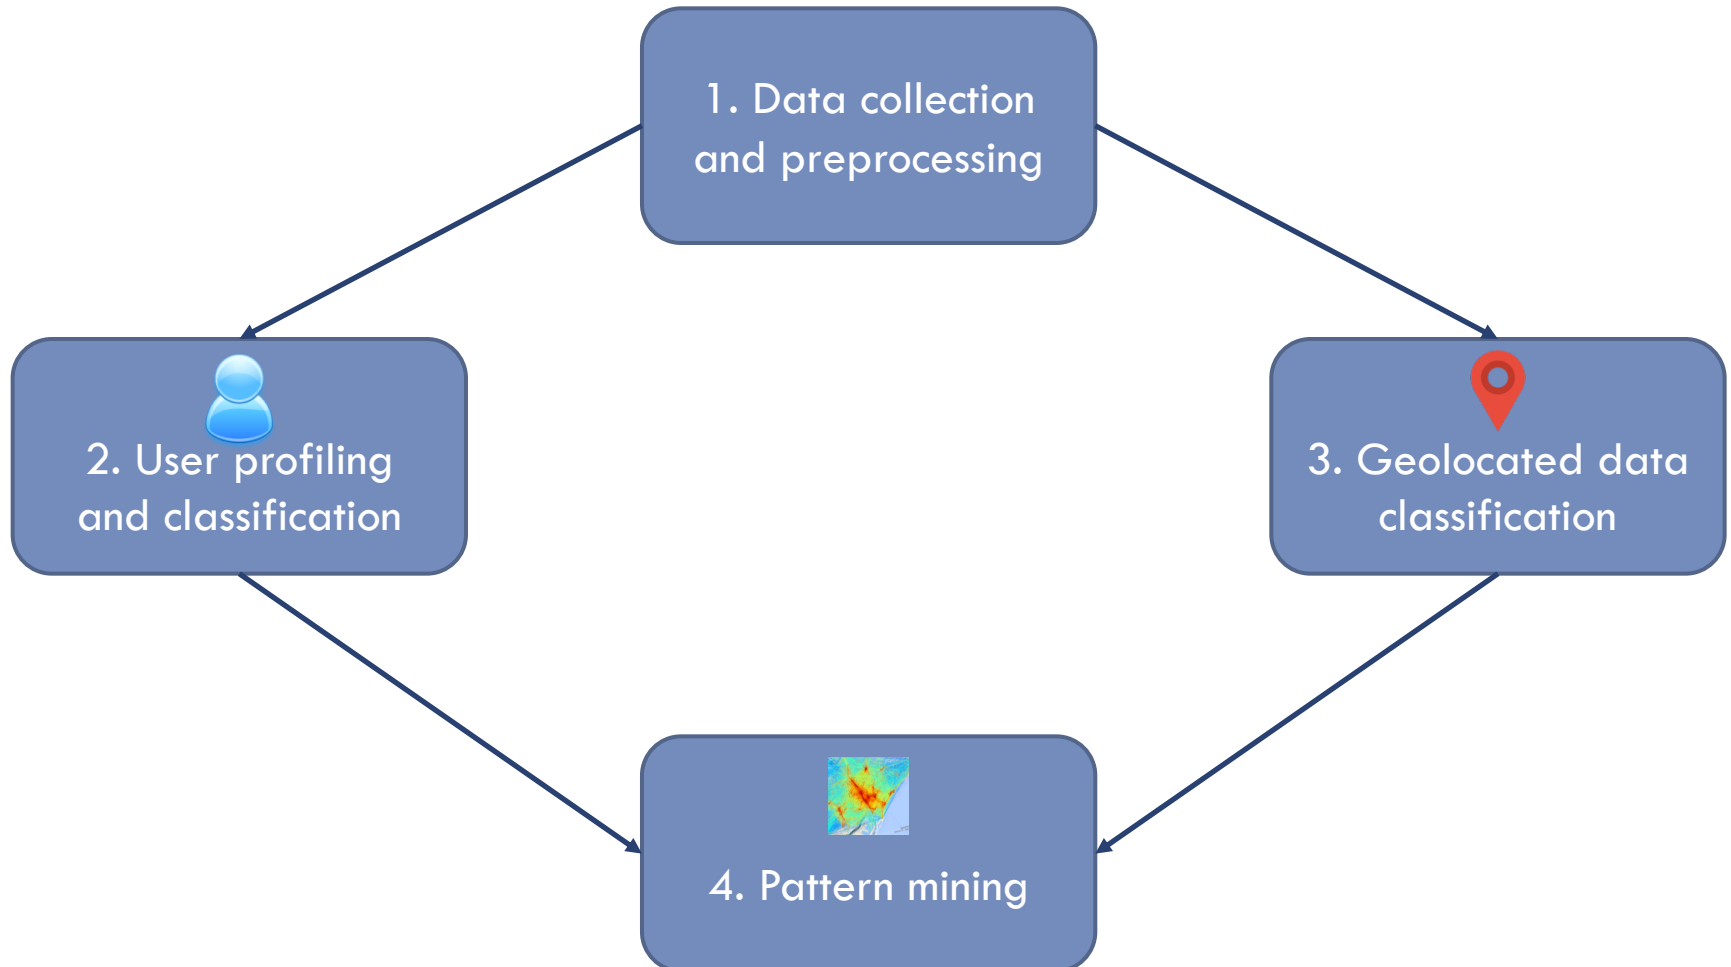 1. Data collection
and preprocessing
2. User profiling
and classification
3. Geolocated data
classification
4. Pattern mining